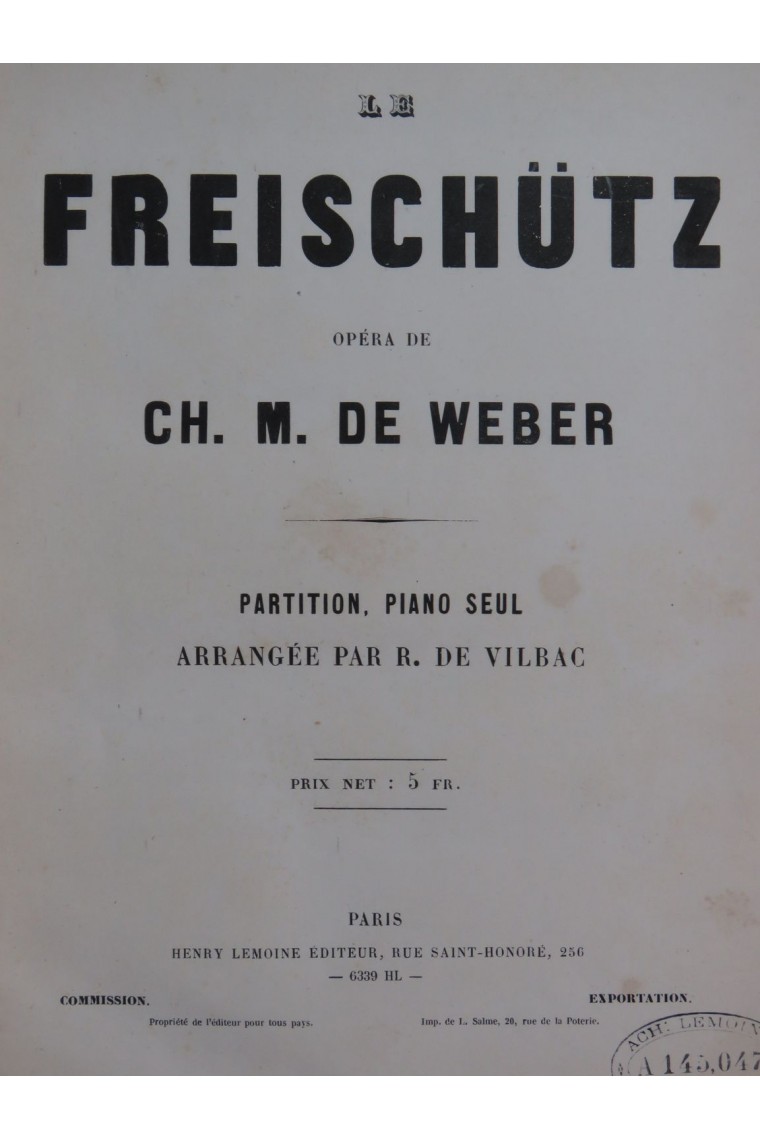 LE
FREISCHÜTZ
OPÉRA DE
CH. M. DE WEBER
PARTITION, PIANO SEUL
ARRANGÉE PAR R. DE VILBAC
PRIX NET : 5 FR.
PARIS
HENRY LEMOINE ÉDITEUR, RUE SAINT-HONORÉ, 256
— 6339 HL —
COMMISSION. EXPORTATION.
Propriété de l'éditeur pour tous pays. Imp. de L. Salme, 20, rue de la Poterie.
ACH: LEMOIN
A 145,047